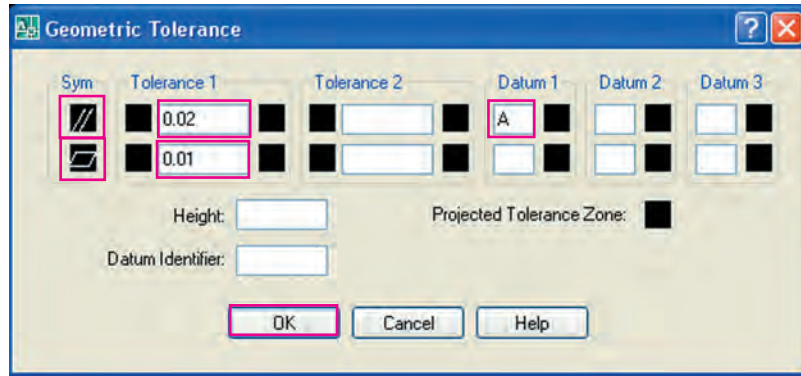 Geometric Tolerance
Sym Tolerance 1 Tolerance 2 Datum 1 Datum 2 Datum 3
0.02 A
0.01
Height: Projected Tolerance Zone:
Datum Identifier:
OK Cancel Help